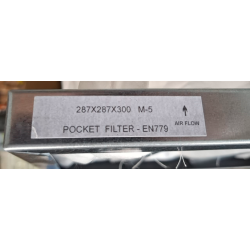 287X287X300 M-5
AIR FLOW
POCKET FILTER - EN779